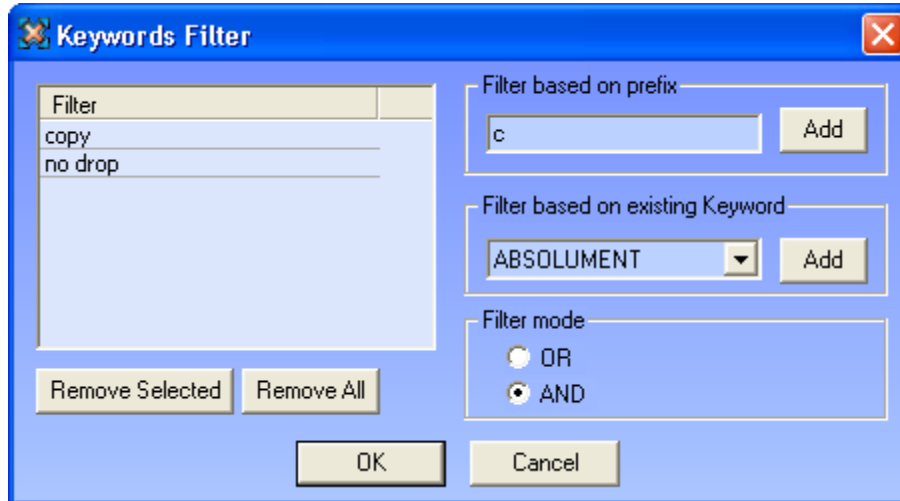 Keywords Filter
Filter
copy
no drop
Remove Selected
Remove All
Filter based on prefix
c
Add
Filter based on existing Keyword
ABSOLUMENT
Add
Filter mode
OR
AND
OK
Cancel